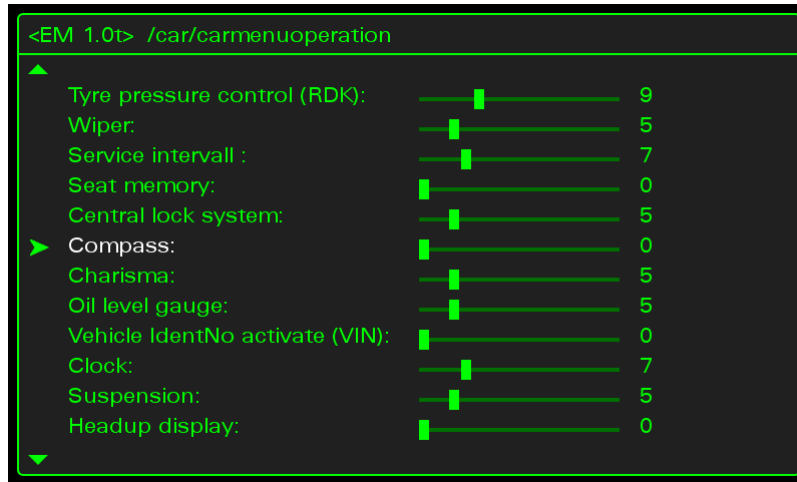 <EM 1.0t> /car/carmenuoperation
Tyre pressure control (RDK): 9
Wiper: 5
Service intervall : 7
Seat memory: 0
Central lock system: 5
Compass: 0
Charisma: 5
Oil level gauge: 5
Vehicle IdentNo activate (VIN): 0
Clock: 7
Suspension: 5
Headup display: 0